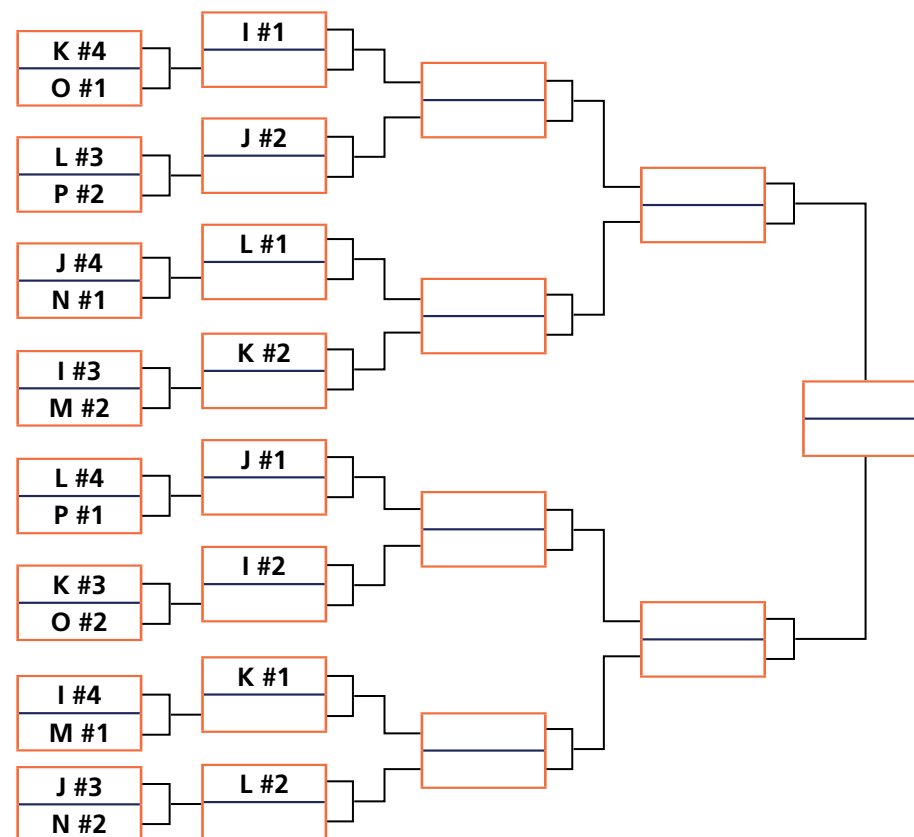 K #4
O #1
L #3
P #2
J #4
N #1
I #3
M #2
L #4
P #1
K #3
O #2
I #4
M #1
J #3
N #2
I #1
J #2
L #1
K #2
J #1
I #2
K #1
L #2